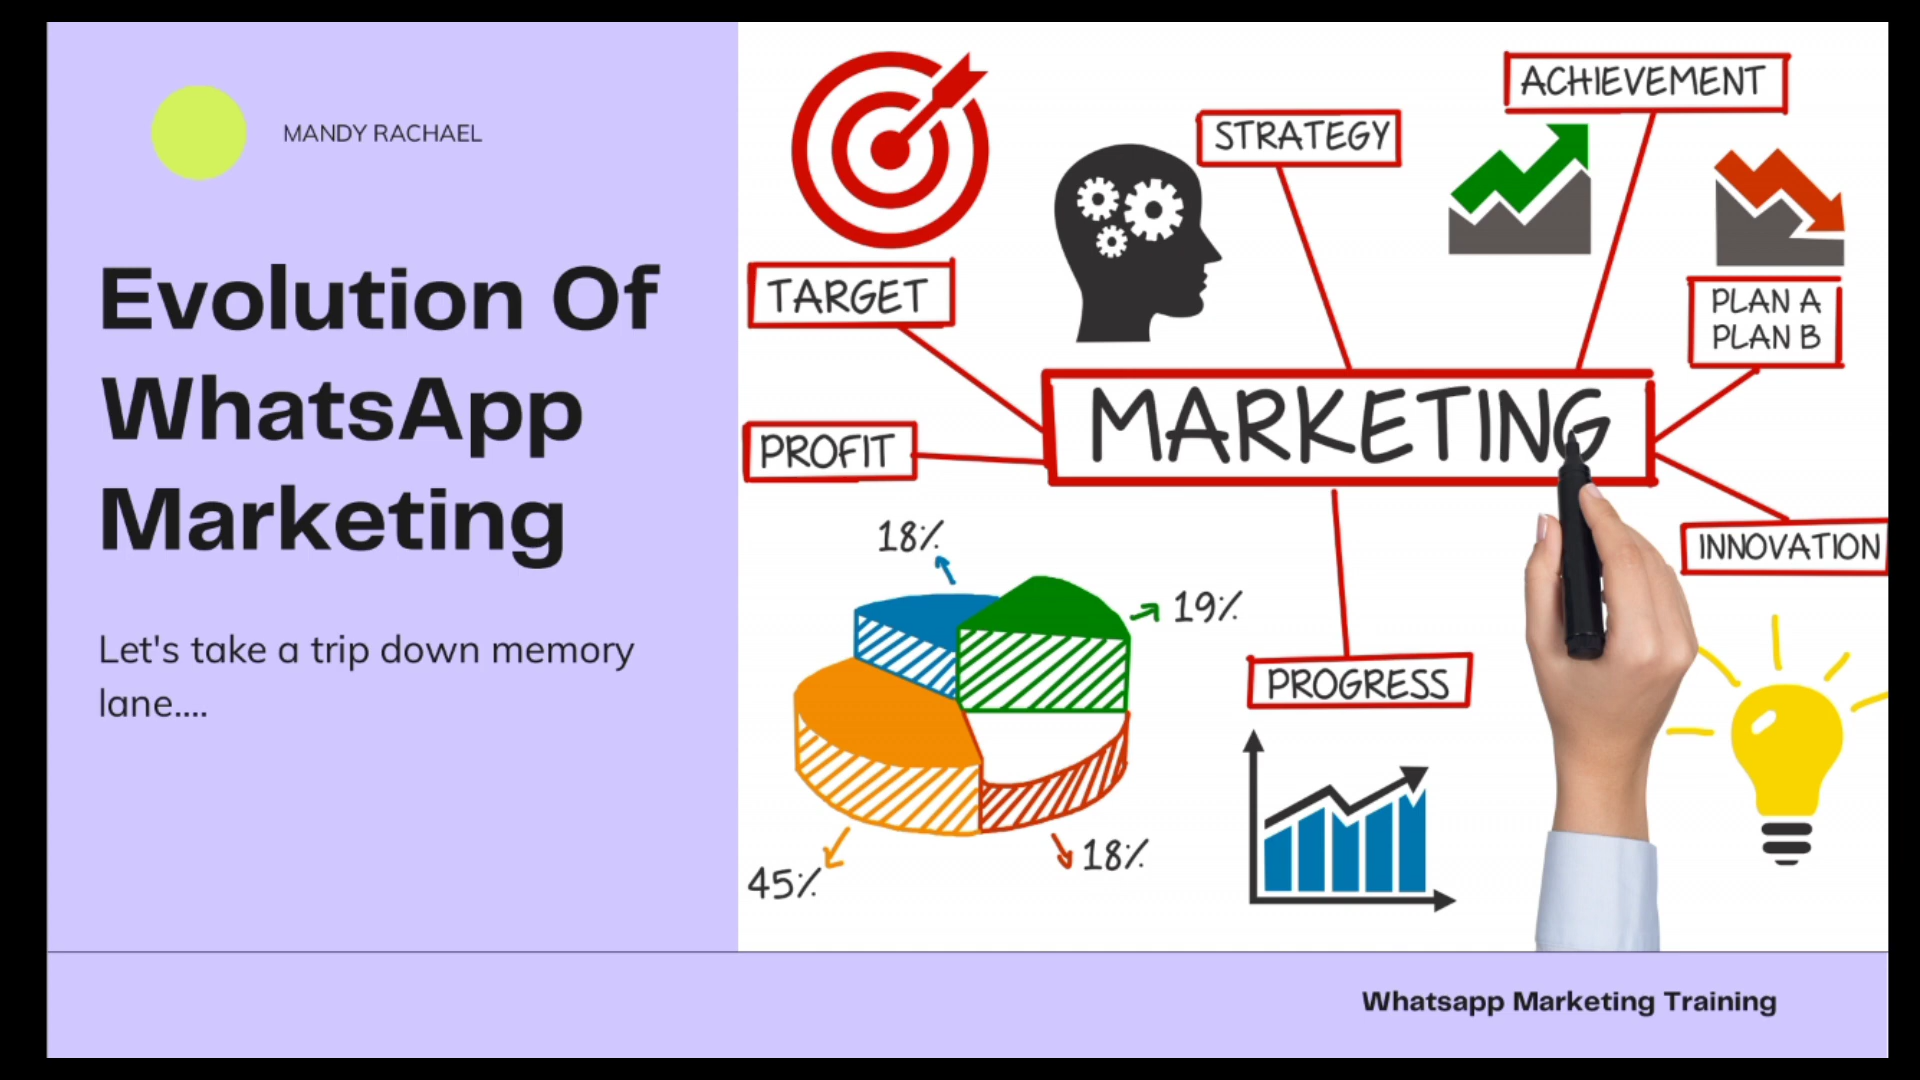 MANDY RACHAEL
Evolution Of
WhatsApp
Marketing
Let's take a trip down memory
lane....
ACHIEVEMENT
STRATEGY
TARGET
PLAN A
PLAN B
MARKETING
PROFIT
INNOVATION
18%
19%
PROGRESS
45%
18%
Whatsapp Marketing Training